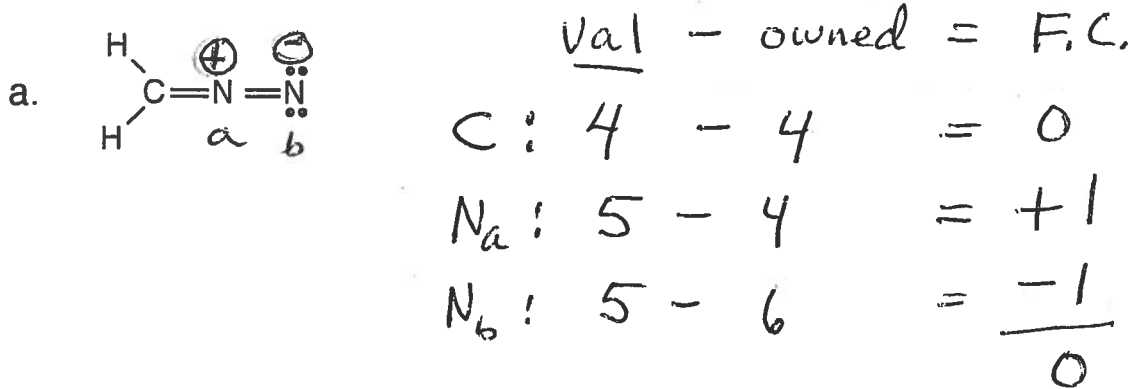 Val - owned = F.C.
a. H H C=N=N + - a b
C: 4 - 4 = 0
Na: 5 - 4 = +1
Nb: 5 - 6 = -1
0